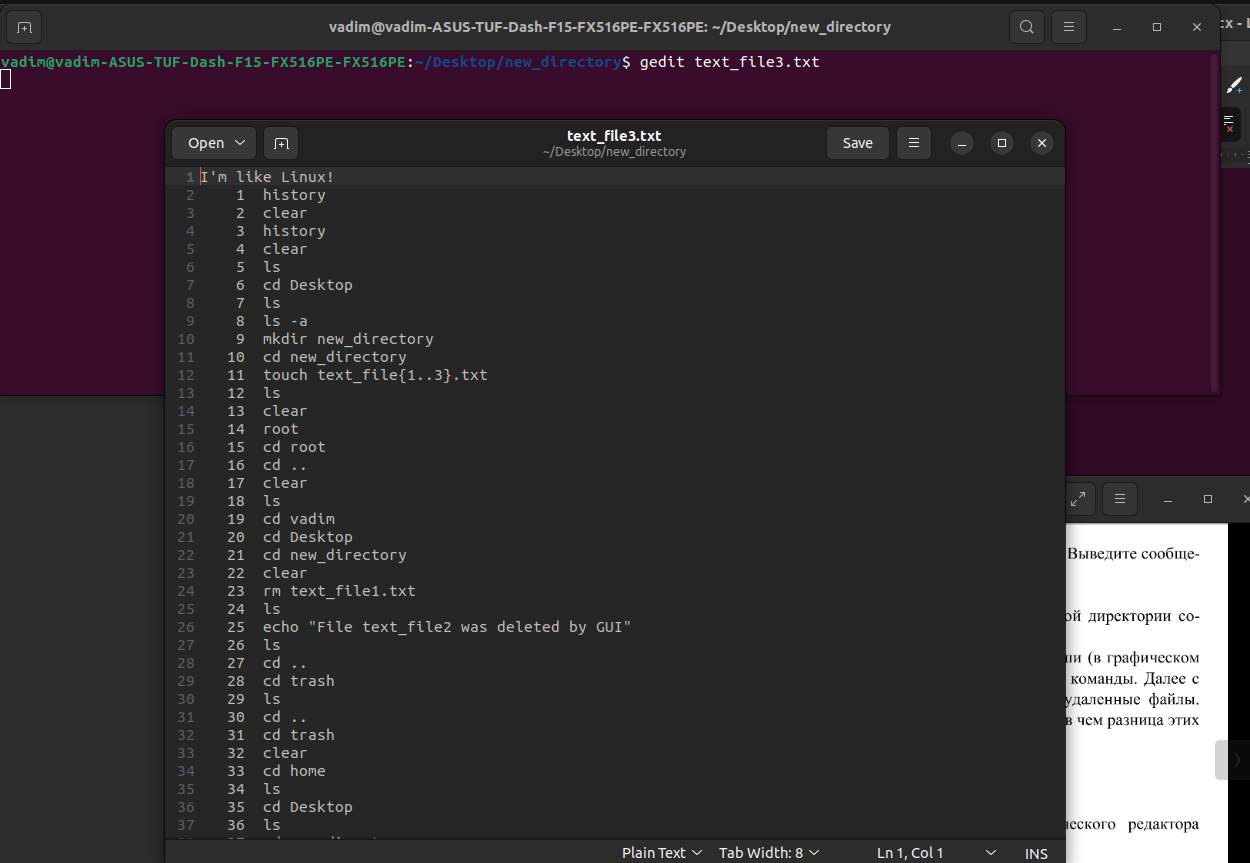 vadim@vadim-ASUS-TUF-Dash-F15-FX516PE-FX516PE: ~/Desktop/new_directory
vadim@vadim-ASUS-TUF-Dash-F15-FX516PE-FX516PE:~/Desktop/new_directory$ gedit text_file3.txt
Open
text_file3.txt
~/Desktop/new_directory
Save
1 I'm like Linux!
2 1 history
3 2 clear
4 3 history
5 4 clear
6 5 ls
7 6 cd Desktop
8 7 ls
9 8 ls -a
10 9 mkdir new_directory
11 10 cd new_directory
12 11 touch text_file{1..3}.txt
13 12 ls
14 13 clear
15 14 root
16 15 cd root
17 16 cd ..
18 17 clear
19 18 ls
20 19 cd vadim
21 20 cd Desktop
22 21 cd new_directory
23 22 clear
24 23 rm text_file1.txt
25 24 ls
26 25 echo "File text_file2 was deleted by GUI"
27 26 ls
28 27 cd ..
29 28 cd trash
30 29 ls
31 30 cd ..
32 31 cd trash
33 32 clear
34 33 cd home
35 34 ls
36 35 cd Desktop
37 36 ls
Plain Text
Tab Width: 8
Ln 1, Col 1
INS
Выведите сообще-
директории со-
(в графическом
команды. Далее с
удаленные файлы.
в чем разница этих
редактора